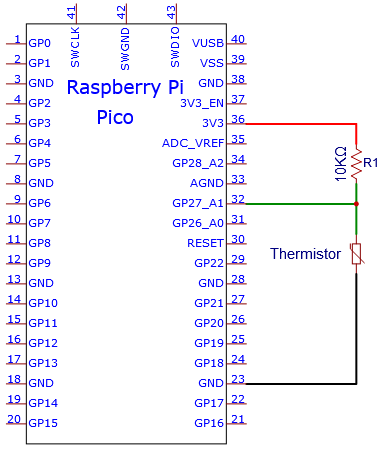 41 42 43
SWCLK SWGND SWDIO
Raspberry Pi
Pico
1 GP0 VUSB 40
2 GP1 VSS 39
3 GND GND 38
4 GP2 3V3_EN 37
5 GP3 3V3 36
6 GP4 ADC_VREF 35
7 GP5 GP28_A2 34
8 GND AGND 33
9 GP6 GP27_A1 32
10 GP7 GP26_A0 31
11 GP8 RESET 30
12 GP9 GP22 29
13 GND GND 28
14 GP10 GP21 27
15 GP11 GP20 26
16 GP12 GP19 25
17 GP13 GP18 24
18 GND GND 23
19 GP14 GP17 22
20 GP15 GP16 21
10KΩ R1
Thermistor